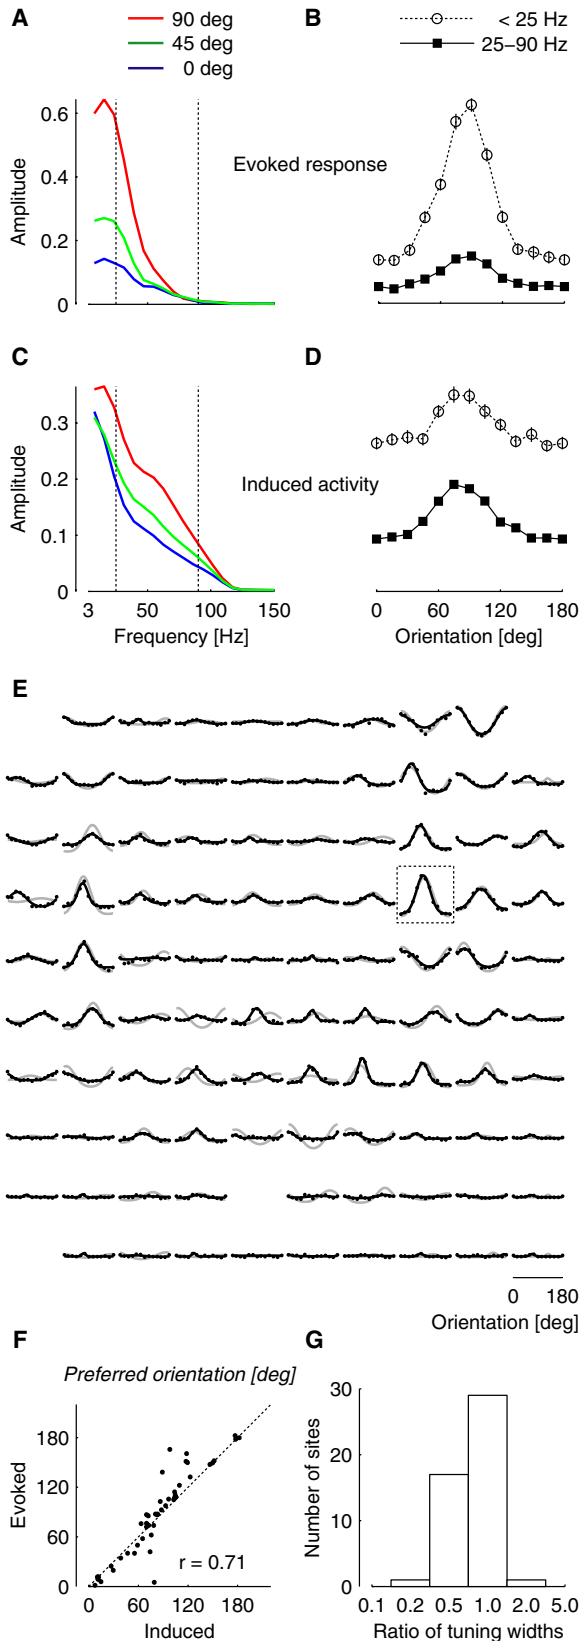 A
90 deg
45 deg
0 deg
B
< 25 Hz
25–90 Hz
0.6
0.4
0.2
0
Amplitude
Evoked response
C
D
0.3
0.2
0.1
0
Amplitude
Induced activity
3 50 100 150
Frequency [Hz]
0 60 120 180
Orientation [deg]
E
0 180
Orientation [deg]
F
Preferred orientation [deg]
180
120
60
0
Evoked
r = 0.71
0 60 120 180
Induced
G
30
20
10
0
Number of sites
0.1 0.2 0.5 1.0 2.0 5.0
Ratio of tuning widths